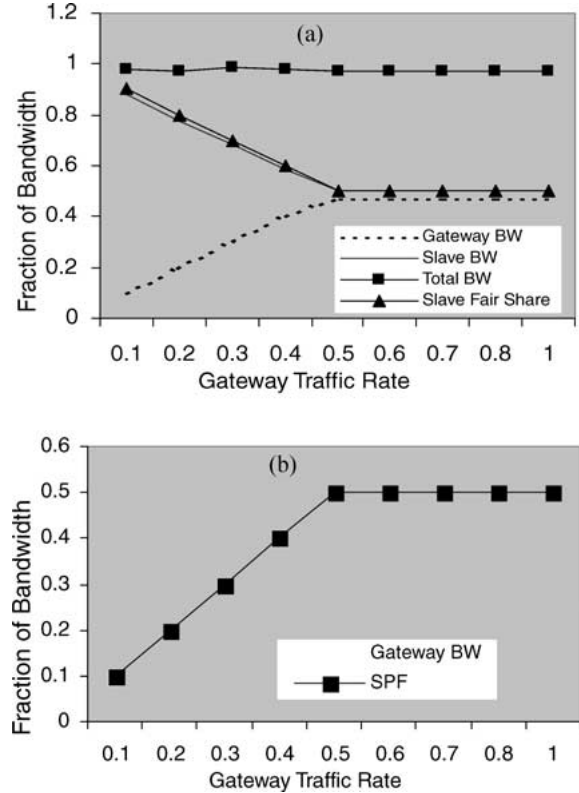 (a)
1.2
1
0.8
0.6
0.4
0.2
0
Fraction of Bandwidth
Gateway BW
Slave BW
Total BW
Slave Fair Share
0.1 0.2 0.3 0.4 0.5 0.6 0.7 0.8 1
Gateway Traffic Rate
(b)
0.6
0.5
0.4
0.3
0.2
0.1
0
Fraction of Bandwidth
Gateway BW
SPF
0.1 0.2 0.3 0.4 0.5 0.6 0.7 0.8 1
Gateway Traffic Rate